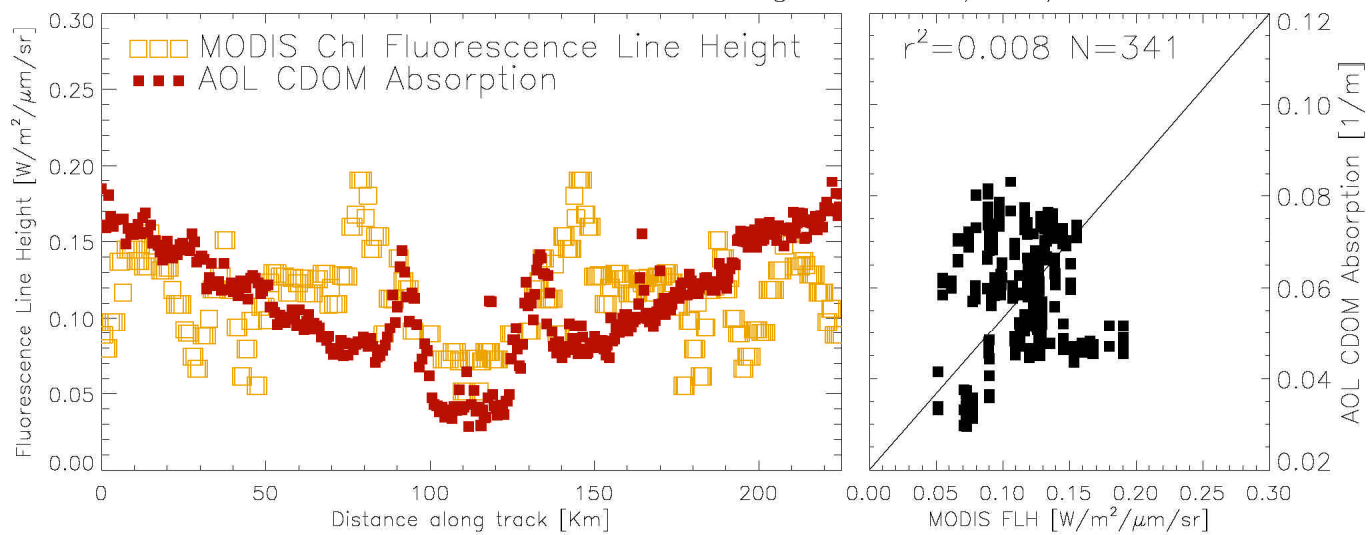 MODIS Chl Fluorescence Line Height
AOL CDOM Absorption
Fluorescence Line Height [W/m²/μm/sr]
0.30
0.25
0.20
0.15
0.10
0.05
0.00
0 50 100 150 200
Distance along track [Km]
r²=0.008 N=341
0.12
0.10
0.08
0.06
0.04
0.02
AOL CDOM Absorption [1/m]
0.00 0.05 0.10 0.15 0.20 0.25 0.30
MODIS FLH [W/m²/μm/sr]